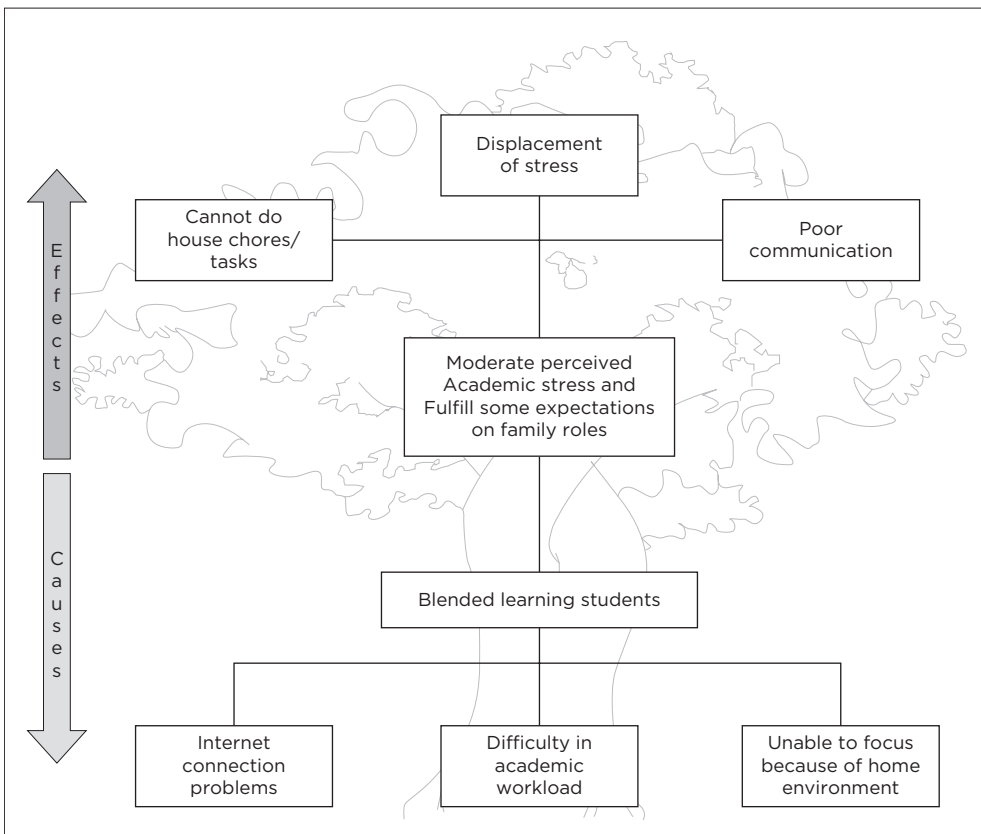 Displacement
of stress
Cannot do
house chores/
tasks
Poor
communication
Effects
Moderate perceived
Academic stress and
Fulfill some expectations
on family roles
Causes
Blended learning students
Internet
connection
problems
Difficulty in
academic
workload
Unable to focus
because of home
environment